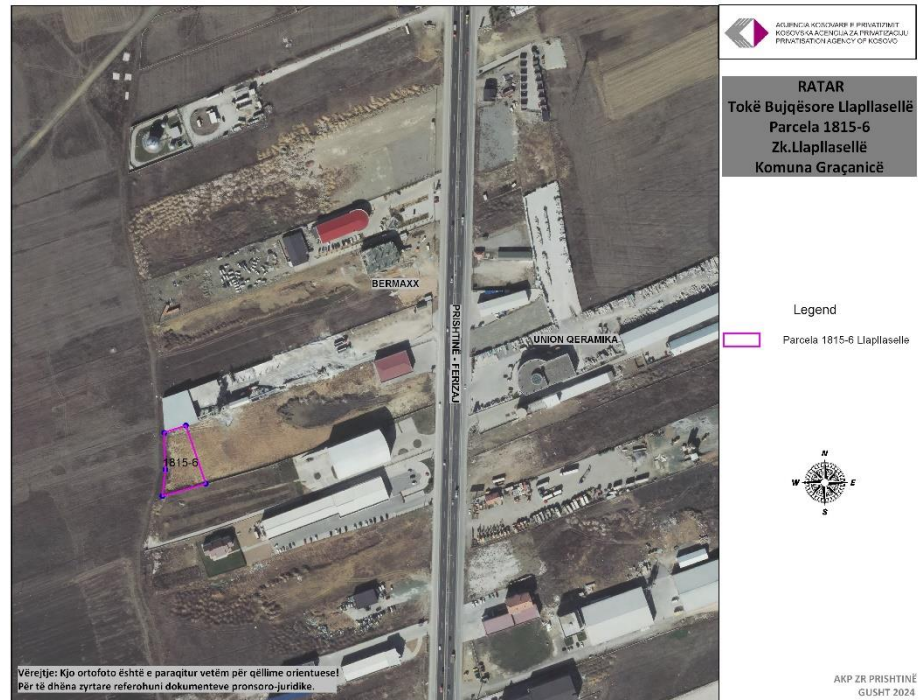 AGJENCIA KOSOVARE E PRIVATIZIMIT
KOSOVSKA AGENCIJA ZA PRIVATIZACIJU
PRIVATISATION AGENCY OF KOSOVO
RATAR
Tokë Bujqësore Llapllasellë
Parcela 1815-6
Zk.Llapllasellë
Komuna Graçanicë
BERMAXX
PRISHTINË - FERIZAJ
UNION QERAMIKA
1815-6
Legend
Parcela 1815-6 Llapllaselle
N
W
E
S
Vërejtje: Kjo ortofoto është e paraqitur vetëm për qëllime orientuese!
Për të dhëna zyrtare referohuni dokumenteve pronsoro-juridike.
AKP ZR PRISHTINË
GUSHT 2024